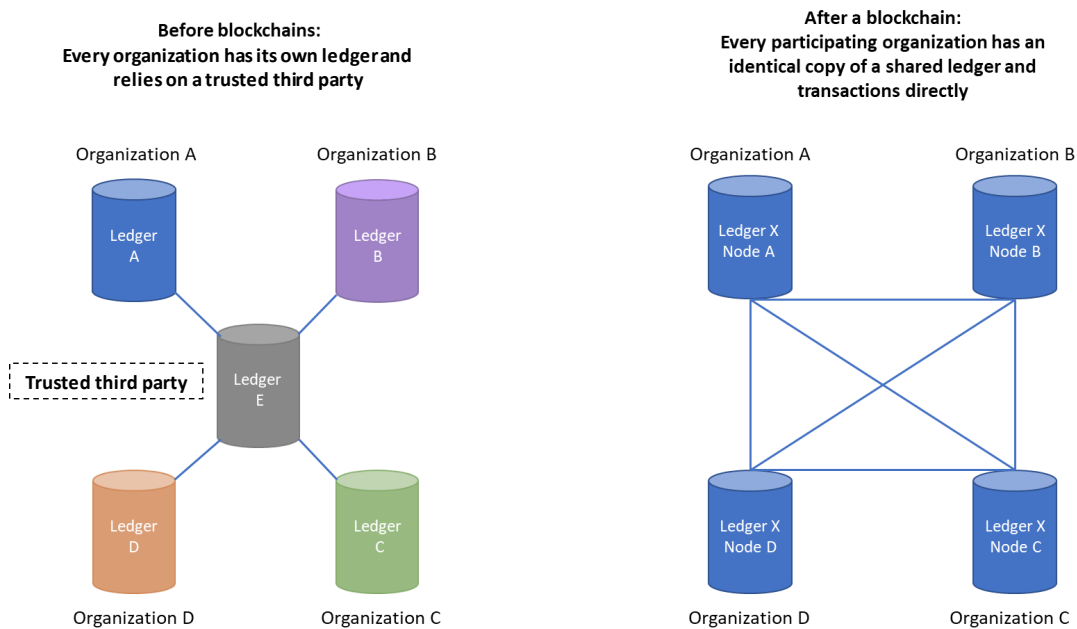 Before blockchains:
Every organization has its own ledger and
relies on a trusted third party
Organization A
Organization B
Ledger
A
Ledger
B
Trusted third party
Ledger
E
Ledger
D
Ledger
C
Organization D
Organization C
After a blockchain:
Every participating organization has an
identical copy of a shared ledger and
transactions directly
Organization A
Organization B
Ledger X
Node A
Ledger X
Node B
Ledger X
Node D
Ledger X
Node C
Organization D
Organization C